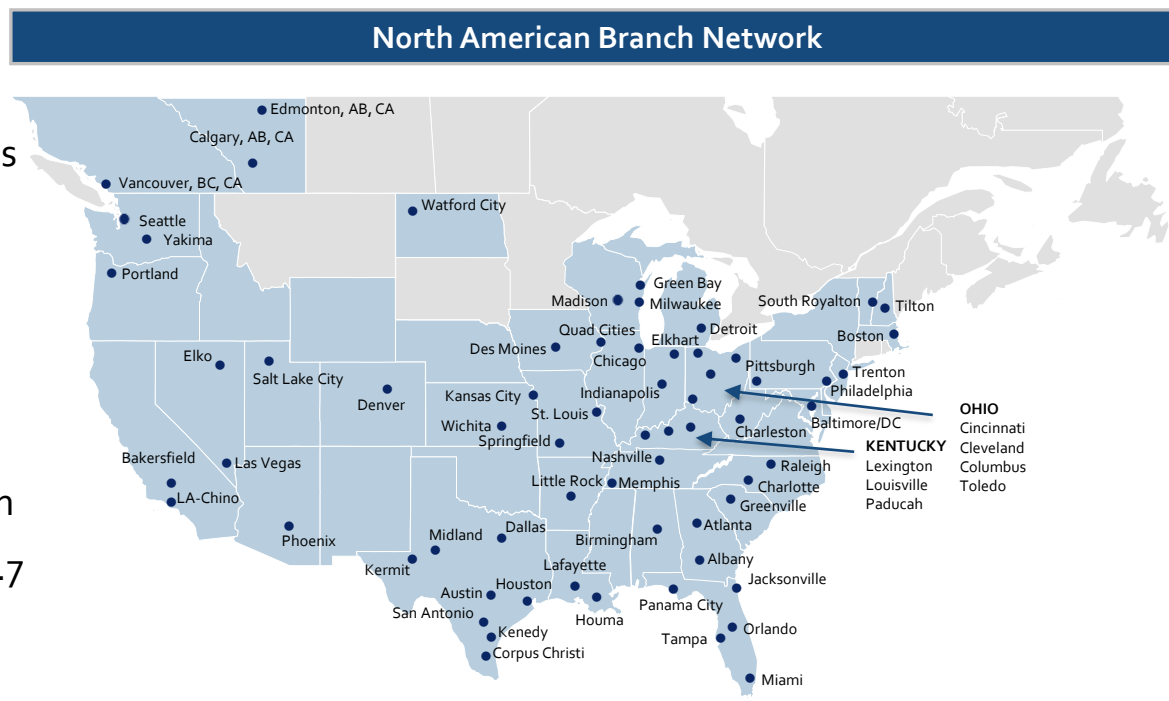 North American Branch Network
Edmonton, AB, CA
Calgary, AB, CA
s
Vancouver, BC, CA
Watford City
Seattle
Yakima
Portland
Green Bay
Madison
Milwaukee
South Royalton
Tilton
Quad Cities
Detroit
Boston
Des Moines
Elkhart
Elko
Chicago
Pittsburgh
Salt Lake City
Trenton
Denver
Kansas City
Indianapolis
Philadelphia
St. Louis
OHIO
Wichita
Baltimore/DC
Cincinnati
Springfield
Charleston
KENTUCKY
Cleveland
Bakersfield
Las Vegas
Nashville
Raleigh
Lexington
Columbus
Little Rock
Memphis
Charlotte
Louisville
Toledo
LA-Chino
n
Greenville
Paducah
Phoenix
Midland
Dallas
Birmingham
Atlanta
Kermit
Lafayette
Albany
-7
Austin
Houston
Jacksonville
San Antonio
Houma
Panama City
Kenedy
Tampa
Orlando
Corpus Christi
Miami